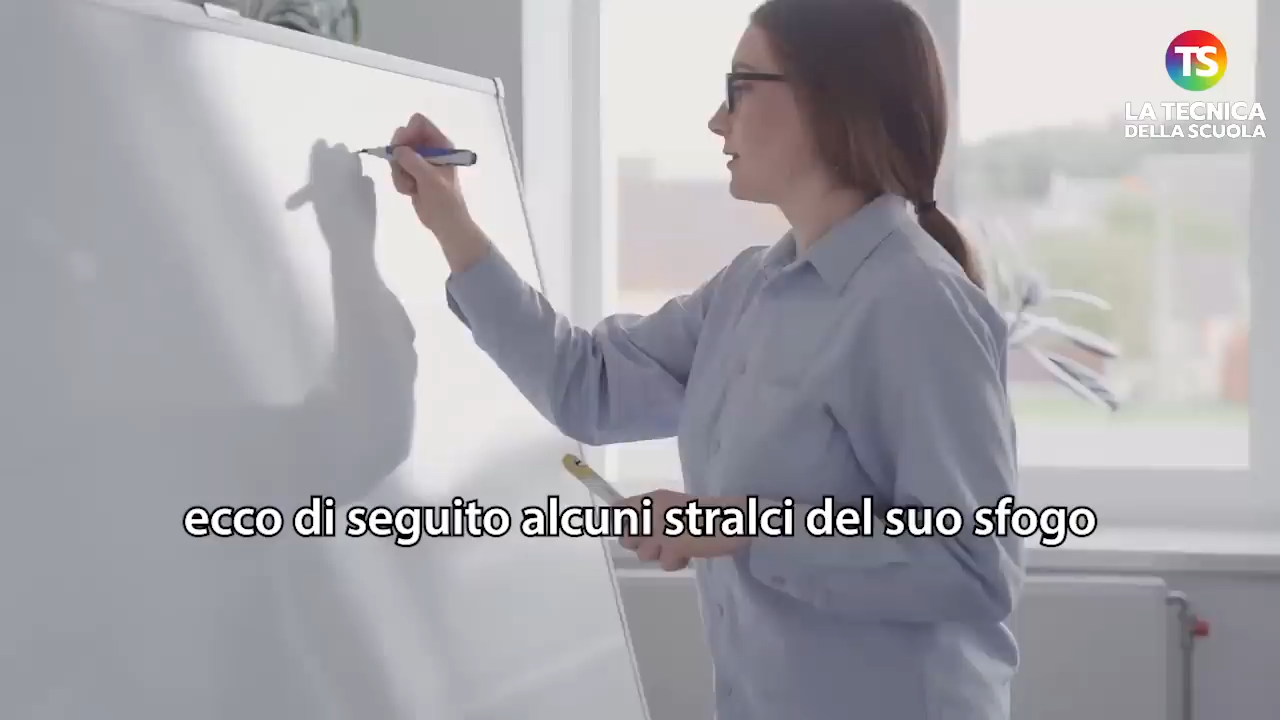 TS
LA TECNICA
DELLA SCUOLA
ecco di seguito alcuni stralci del suo sfogo